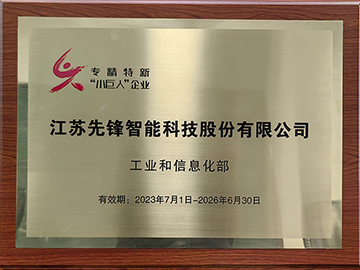 专精特新
“小巨人”企业
江苏先锋智能科技股份有限公司
工业和信息化部
有效期：2023年7月1日-2026年6月30日